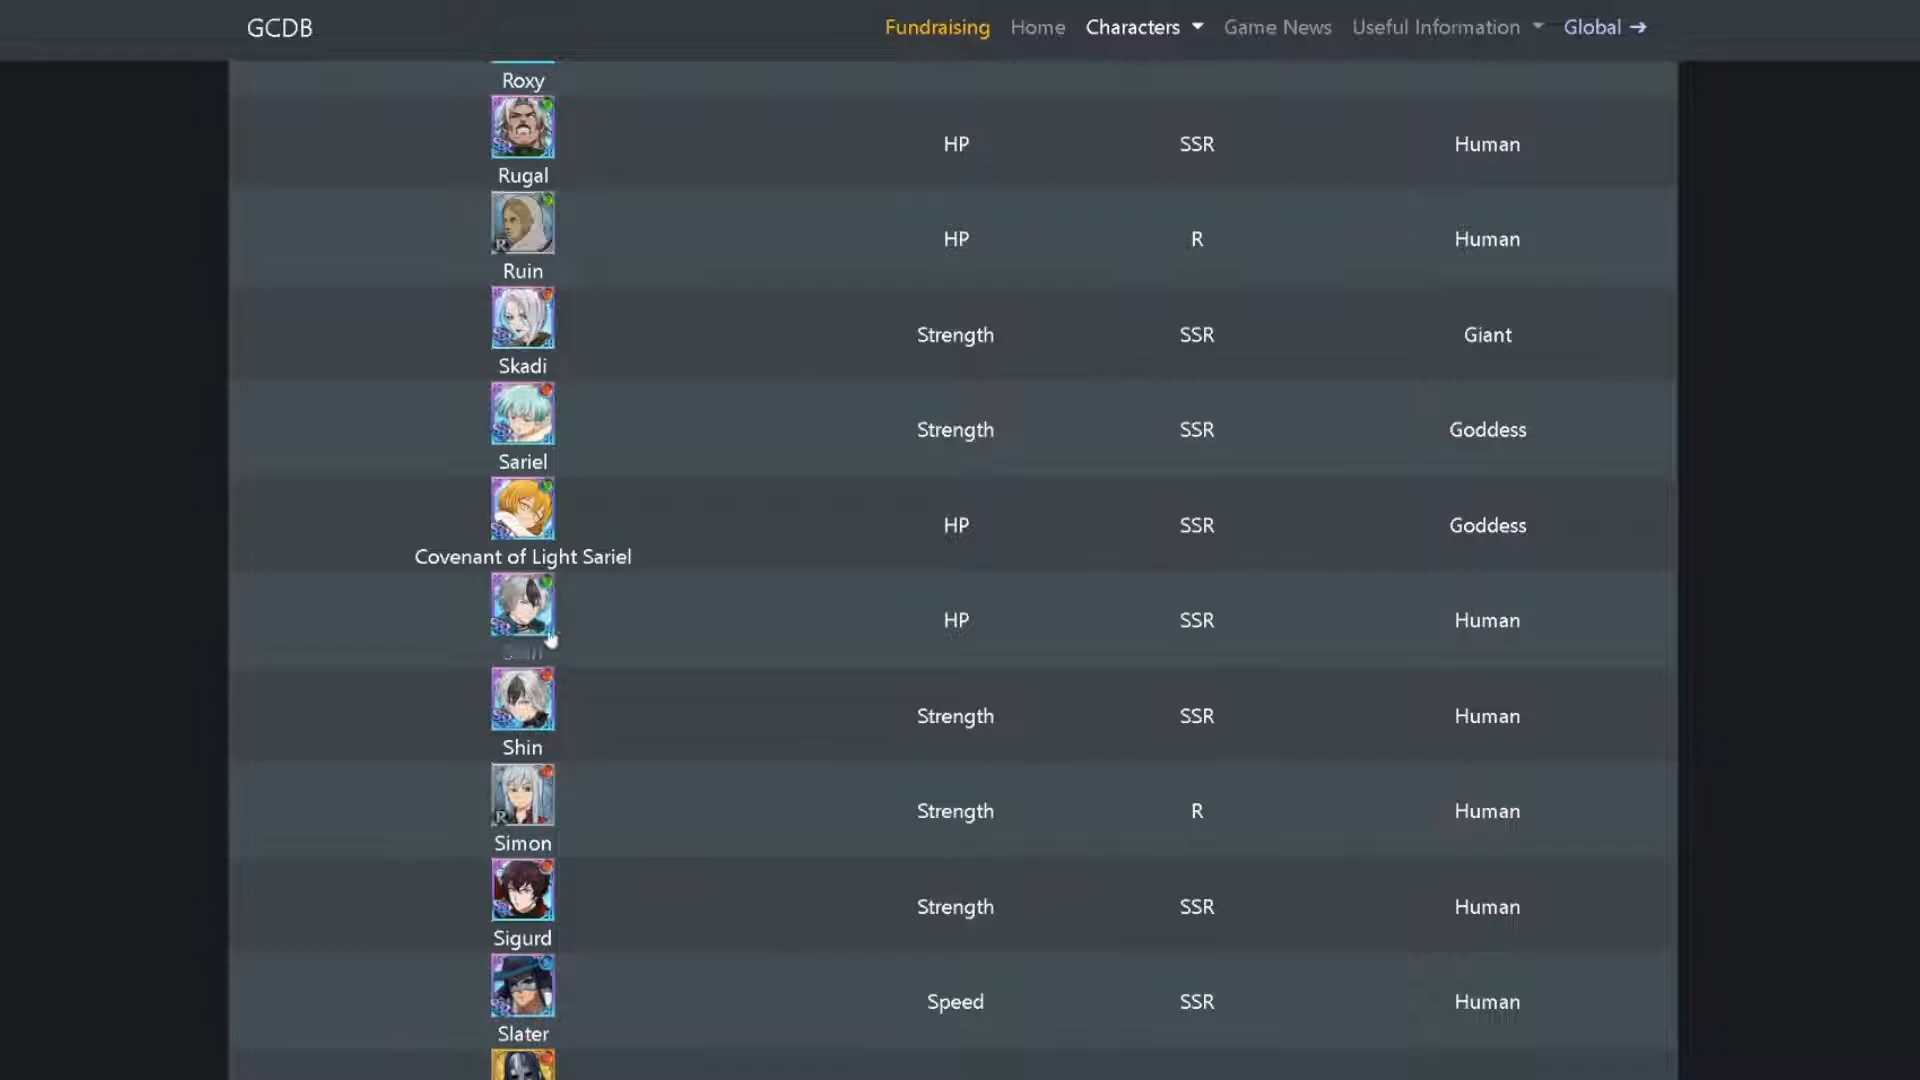 GCDB
Fundraising Home Characters Game News Useful Information Global →
Roxy
HP SSR Human
Rugal
R
HP R Human
Ruin
Strength SSR Giant
Skadi
Strength SSR Goddess
Sariel
HP SSR Goddess
Covenant of Light Sariel
HP SSR Human
Strength SSR Human
Shin
R
Strength R Human
Simon
Strength SSR Human
Sigurd
Speed SSR Human
Slater